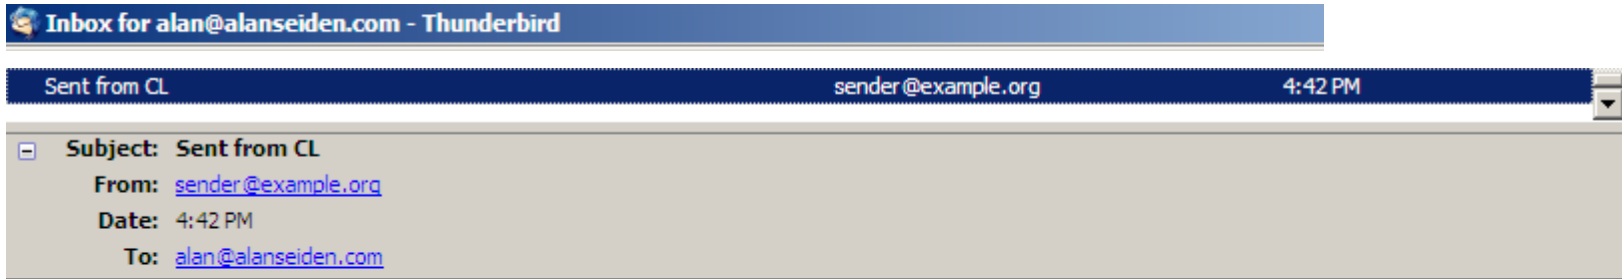 Inbox for alan@alanseiden.com - Thunderbird
Sent from CL sender@example.org 4:42 PM
Subject: Sent from CL
From: sender@example.org
Date: 4:42 PM
To: alan@alanseiden.com